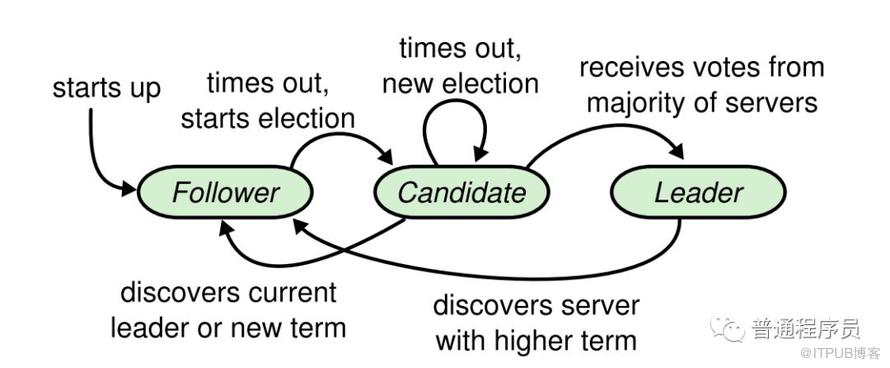 starts up
times out,
starts election
times out,
new election
receives votes from
majority of servers
Follower
Candidate
Leader
discovers current
leader or new term
discovers server
with higher term
普通程序员
@ITPUB博客